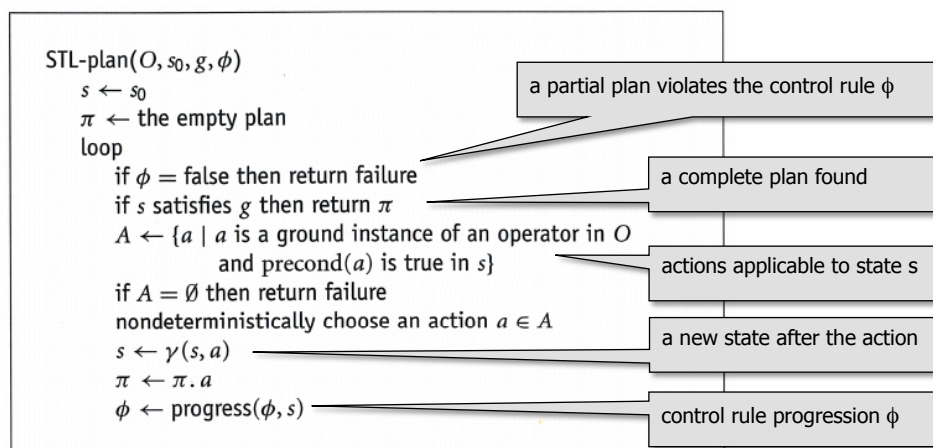 STL-plan(O, s₀, g, ϕ)
s ← s₀
π ← the empty plan
loop
if ϕ = false then return failure
if s satisfies g then return π
A ← {a | a is a ground instance of an operator in O
and precond(a) is true in s}
if A = Ø then return failure
nondeterministically choose an action a ∈ A
s ← γ(s, a)
π ← π. a
ϕ ← progress(ϕ, s)
a partial plan violates the control rule ϕ
a complete plan found
actions applicable to state s
a new state after the action
control rule progression ϕ